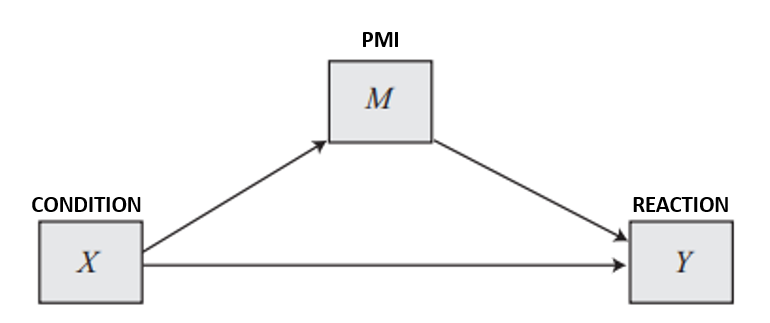 PMI
M
CONDITION
X
REACTION
Y